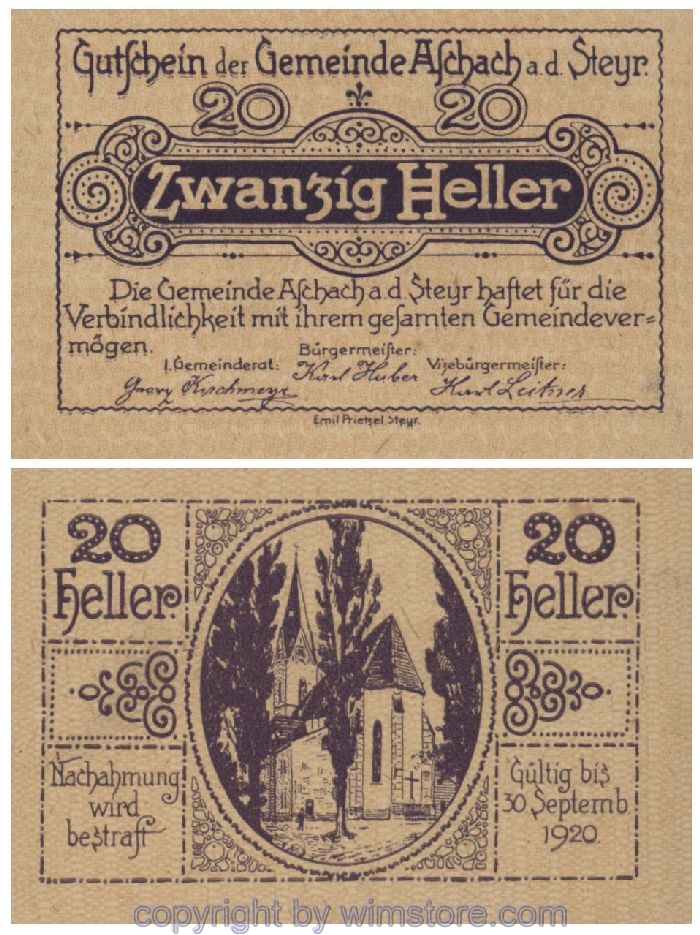 Gutschein der Gemeinde Aschach a.d. Steyr.
20 20
Zwanzig Heller
Die Gemeinde Aschach a.d. Steyr haftet für die
Verbindlichkeit mit ihrem gesamten Gemeindever=
mögen.
Bürgermeister:
I. Gemeinderat: Karl Huber Vizebürgermeister:
Georg Karl Leitner
Emil Prietzel Steyr.
20
Heller
20
Heller.
Nachahmung
wird
bestraft
Gültig bis
30 Septemb.
1920.
copyright by wimstore.com